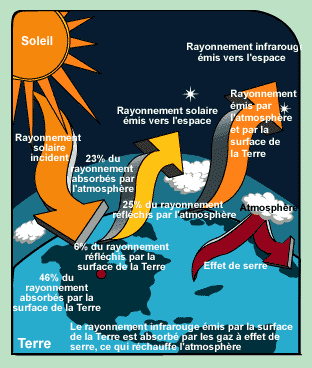 Soleil
Rayonnement infrarouge
émis vers l'espace
Rayonnement solaire
émis vers l'espace
Rayonnement
émis par
l'atmosphère
et par la
surface de
la Terre
Rayonnement
solaire
incident
23% du
rayonnement
absorbés par
l'atmosphère
25% du rayonnement
réfléchis par l'atmosphère
Atmosphère
6% du rayonnement
réfléchis par la
surface de la Terre
Effet de serre
46% du
rayonnement
absorbés par la
surface de la Terre
Le rayonnement infrarouge émis par la surface
de la Terre est absorbé par les gaz à effet de
serre, ce qui réchauffe l'atmosphère
Terre